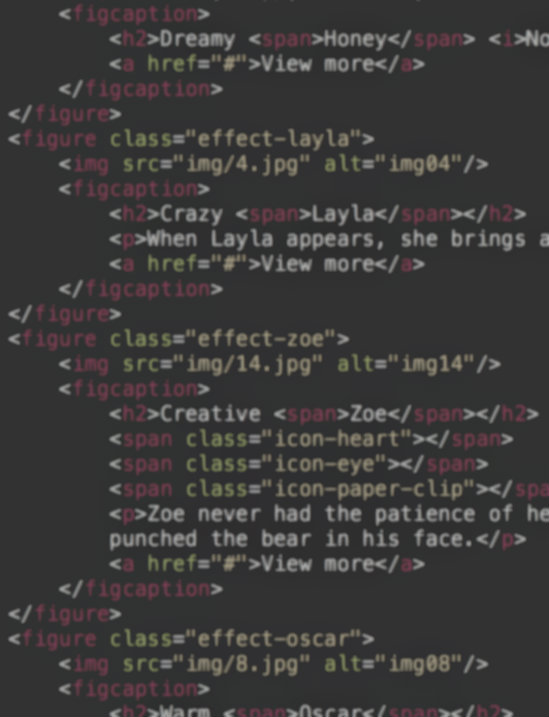 <figcaption>
<h2>Dreamy <span>Honey</span> <i>No
<a href="#">View more</a>
</figcaption>
</figure>
<figure class="effect-layla">
<img src="img/4.jpg" alt="img04"/>
<figcaption>
<h2>Crazy <span>Layla</span></h2>
<p>When Layla appears, she brings a
<a href="#">View more</a>
</figcaption>
</figure>
<figure class="effect-zoe">
<img src="img/14.jpg" alt="img14"/>
<figcaption>
<h2>Creative <span>Zoe</span></h2>
<span class="icon-heart"></span>
<span class="icon-eye"></span>
<span class="icon-paper-clip"></spa
<p>Zoe never had the patience of he
punched the bear in his face.</p>
<a href="#">View more</a>
</figcaption>
</figure>
<figure class="effect-oscar">
<img src="img/8.jpg" alt="img08"/>
<figcaption>
<h2>Warm <span>Oscar</span></h2>